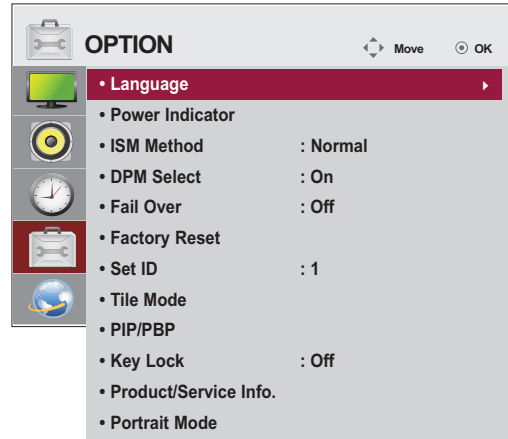 OPTION Move OK
• Language
• Power Indicator
• ISM Method : Normal
• DPM Select : On
• Fail Over : Off
• Factory Reset
• Set ID : 1
• Tile Mode
• PIP/PBP
• Key Lock : Off
• Product/Service Info.
• Portrait Mode